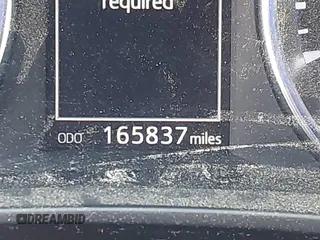 required
ODO 165837 miles
DREAMBID